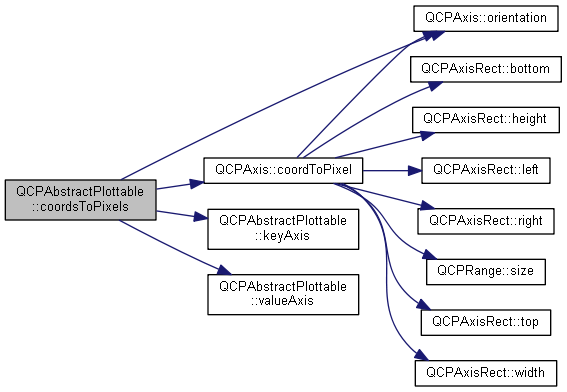 QCPAbstractPlottable
::coordsToPixels
QCPAxis::coordToPixel
QCPAbstractPlottable
::keyAxis
QCPAbstractPlottable
::valueAxis
QCPAxis::orientation
QCPAxisRect::bottom
QCPAxisRect::height
QCPAxisRect::left
QCPAxisRect::right
QCPRange::size
QCPAxisRect::top
QCPAxisRect::width